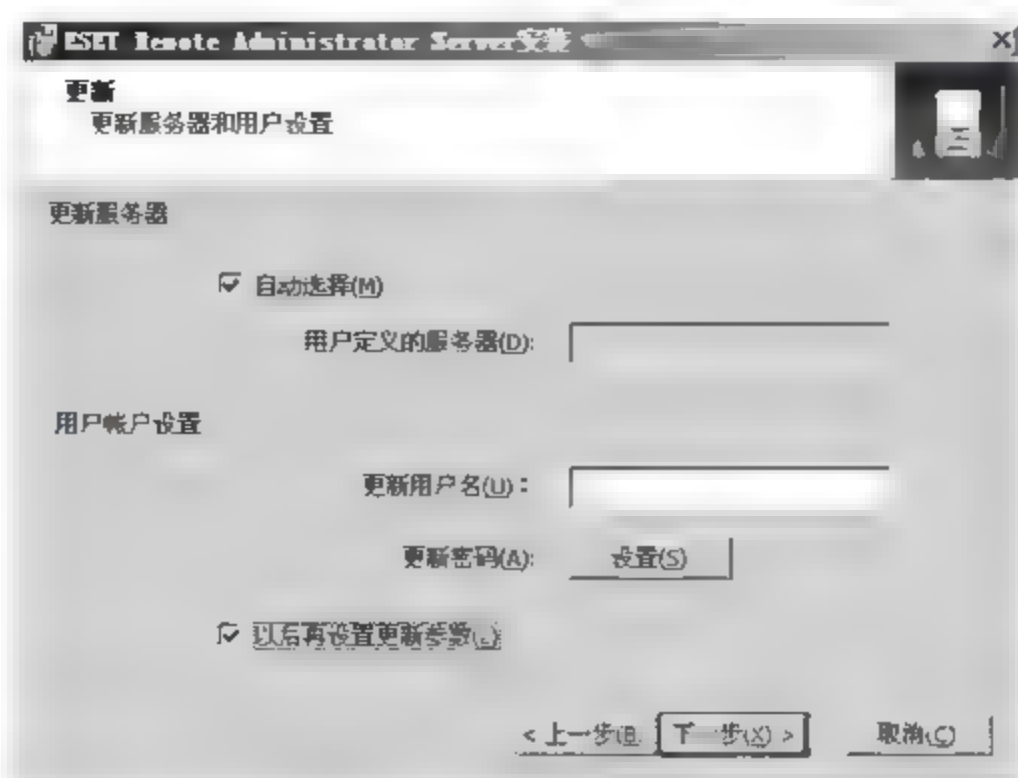 ESET Remote Administrator Server安装
更新
更新服务器和用户设置
更新服务器
自动选择(M)
用户定义的服务器(D):
用户帐户设置
更新用户名(U):
更新密码(A): 设置(S)
以后再设置更新参数(L)
< 上一步(B) 下一步(X) > 取消(C)